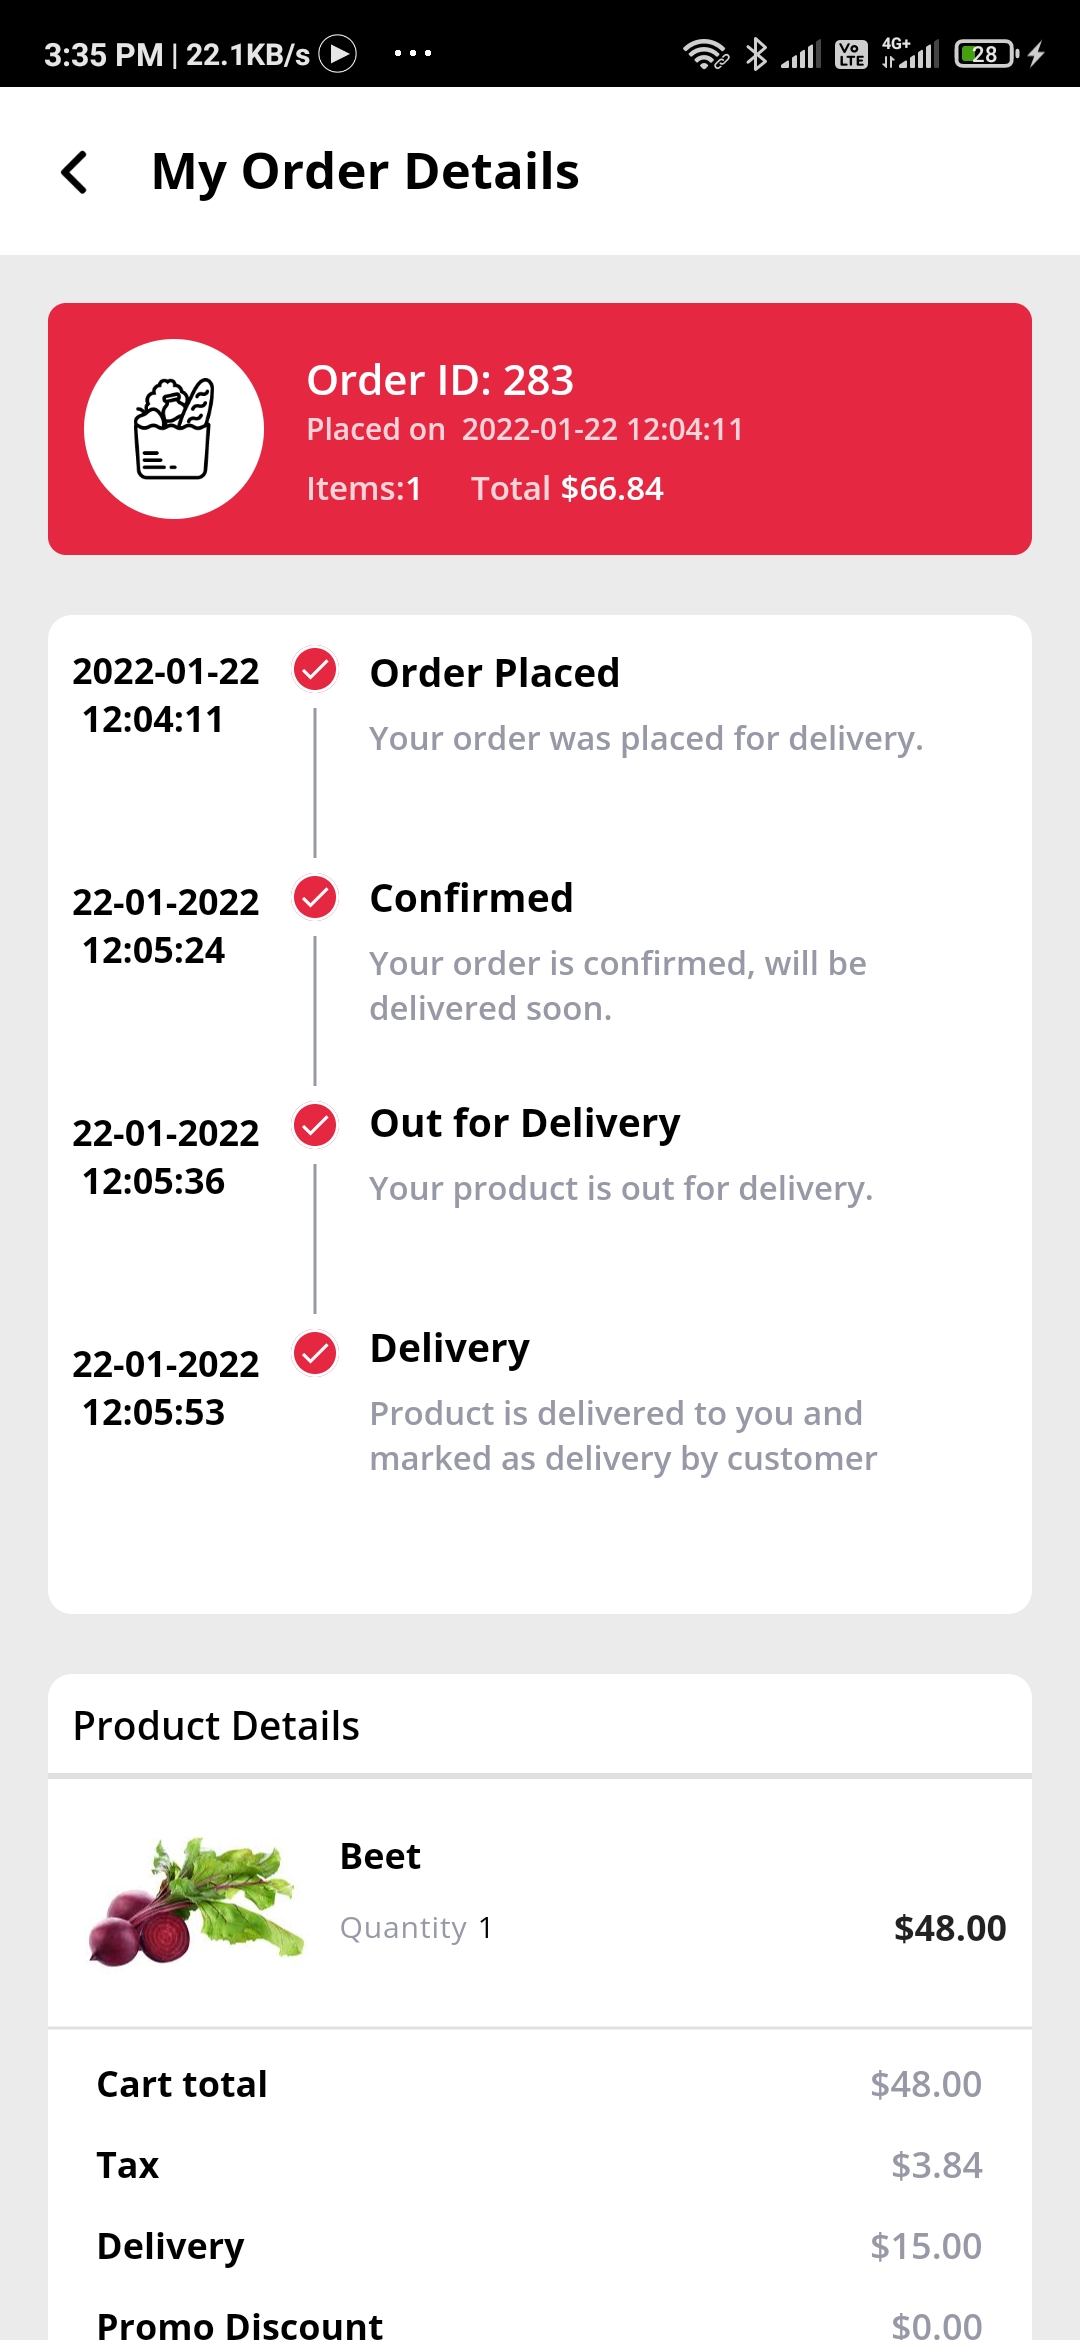 3:35 PM | 22.1KB/s ... Vo LTE 4G+ 28
My Order Details
Order ID: 283
Placed on 2022-01-22 12:04:11
Items:1 Total $66.84
2022-01-22 Order Placed
12:04:11
Your order was placed for delivery.
22-01-2022 Confirmed
12:05:24
Your order is confirmed, will be
delivered soon.
22-01-2022 Out for Delivery
12:05:36
Your product is out for delivery.
22-01-2022 Delivery
12:05:53
Product is delivered to you and
marked as delivery by customer
Product Details
Beet
Quantity 1 $48.00
Cart total $48.00
Tax $3.84
Delivery $15.00
Promo Discount $0.00